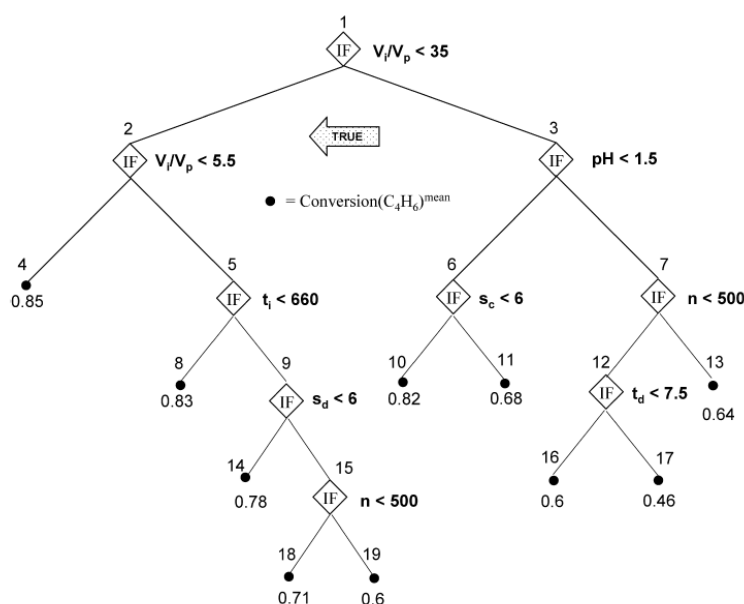 1
IF V_i/V_p < 35
2 3
IF V_i/V_p < 5.5 TRUE IF pH < 1.5
● = Conversion(C_4H_6)^mean
4 5 6 7
0.85 IF t_i < 660 IF s_c < 6 IF n < 500
8 9 10 11 12 13
0.83 IF s_d < 6 0.82 0.68 IF t_d < 7.5 0.64
14 15 16 17
0.78 IF n < 500 0.6 0.46
18 19
0.71 0.6